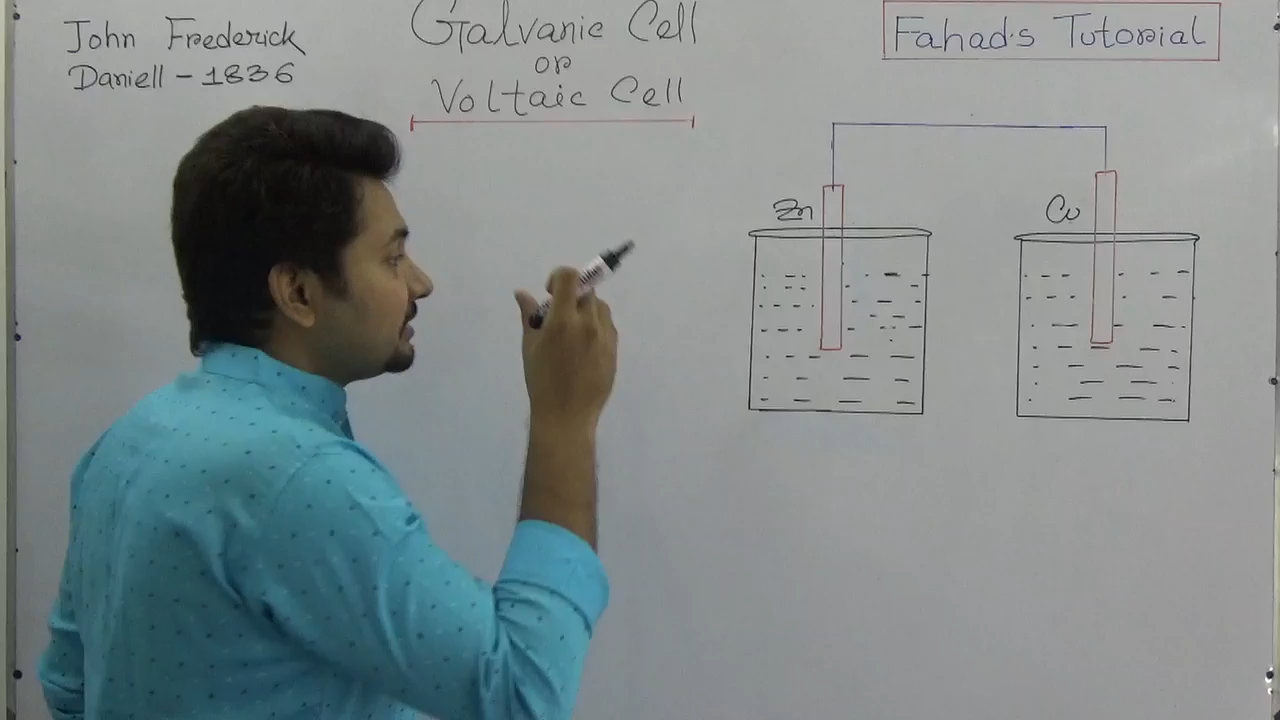 John Frederick
Daniell - 1836
Galvanic Cell
or
Voltaic Cell
Fahad's Tutorial
Zn
Cu